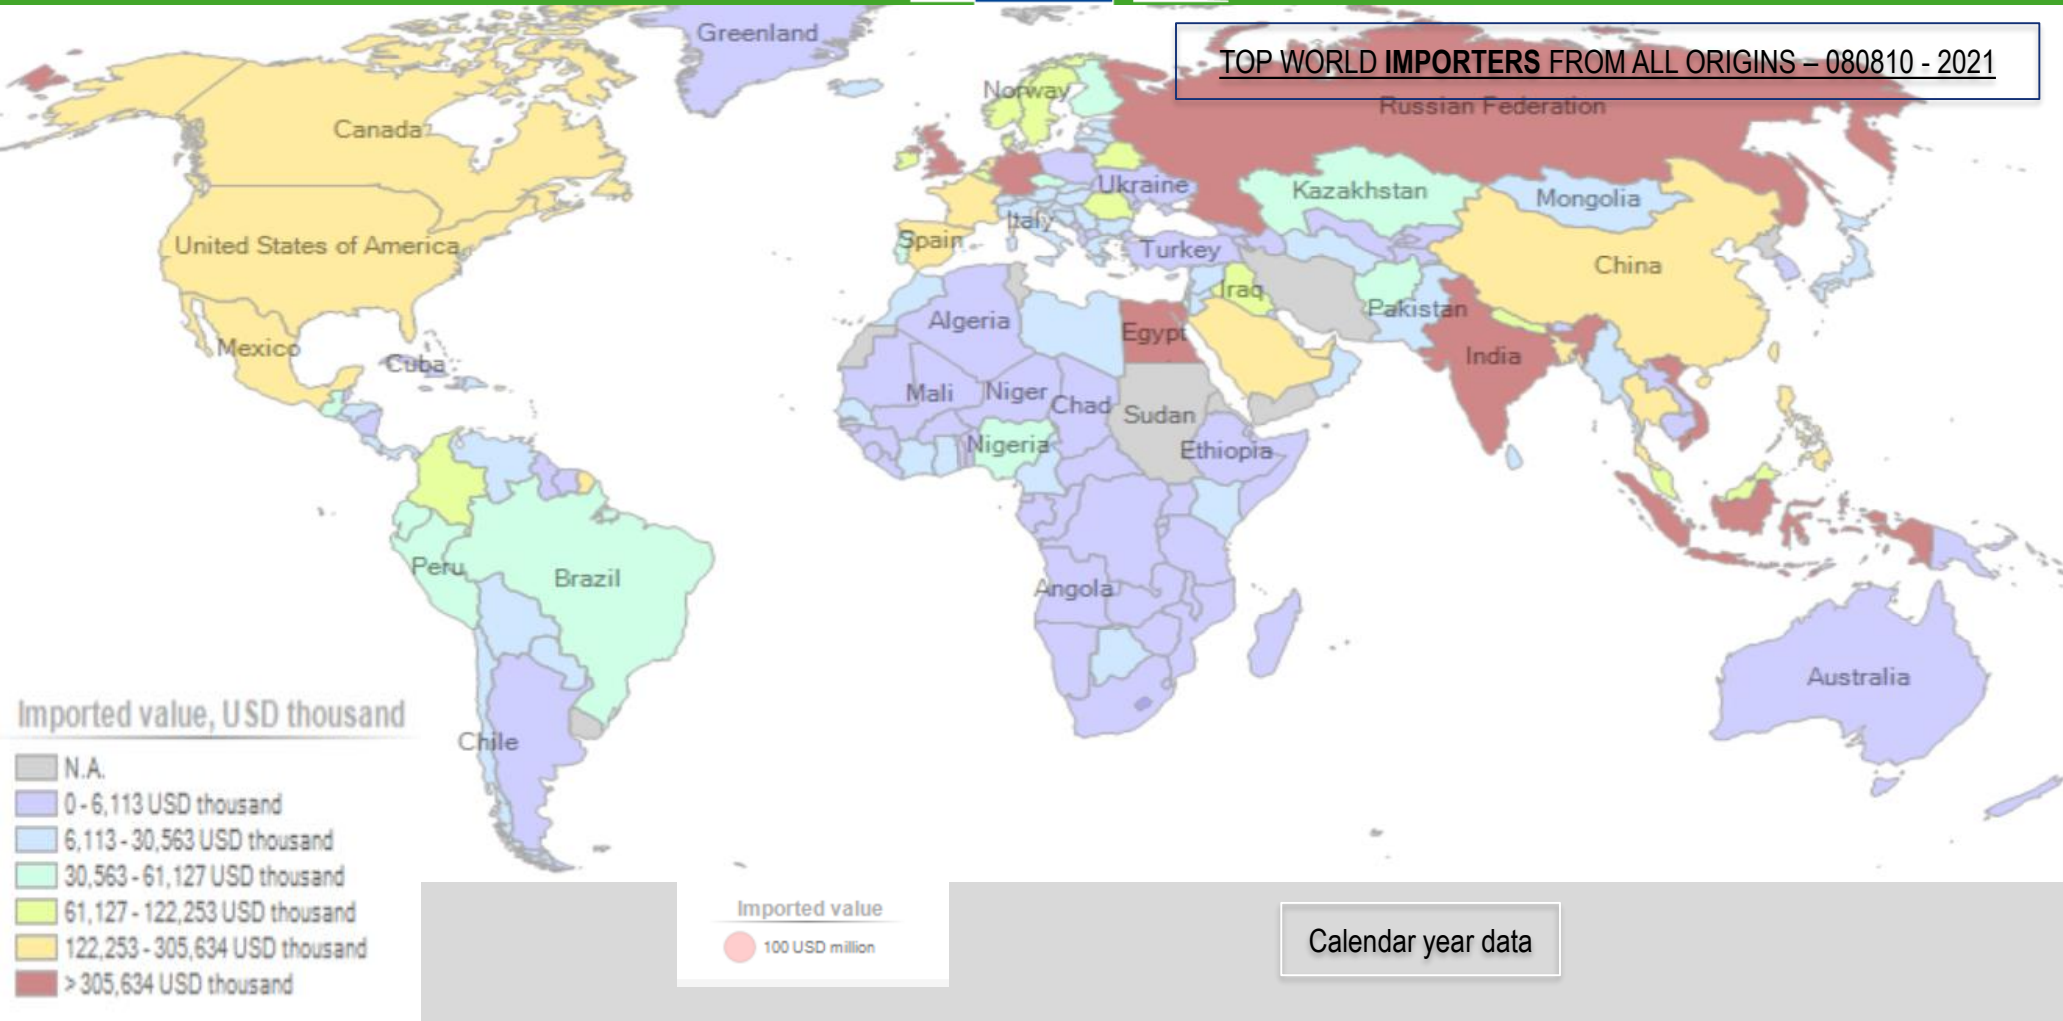 TOP WORLD IMPORTERS FROM ALL ORIGINS – 080810 - 2021
Greenland
Norway
Russian Federation
Canada
Ukraine
Kazakhstan
Mongolia
Italy
United States of America
Spain
Turkey
China
Iraq
Pakistan
Algeria
Egypt
Mexico
India
Cuba
Mali
Niger
Chad
Sudan
Nigeria
Ethiopia
Peru
Brazil
Angola
Australia
Chile
Imported value, USD thousand
N.A.
0 - 6,113 USD thousand
6,113 - 30,563 USD thousand
30,563 - 61,127 USD thousand
61,127 - 122,253 USD thousand
122,253 - 305,634 USD thousand
> 305,634 USD thousand
Imported value
100 USD million
Calendar year data